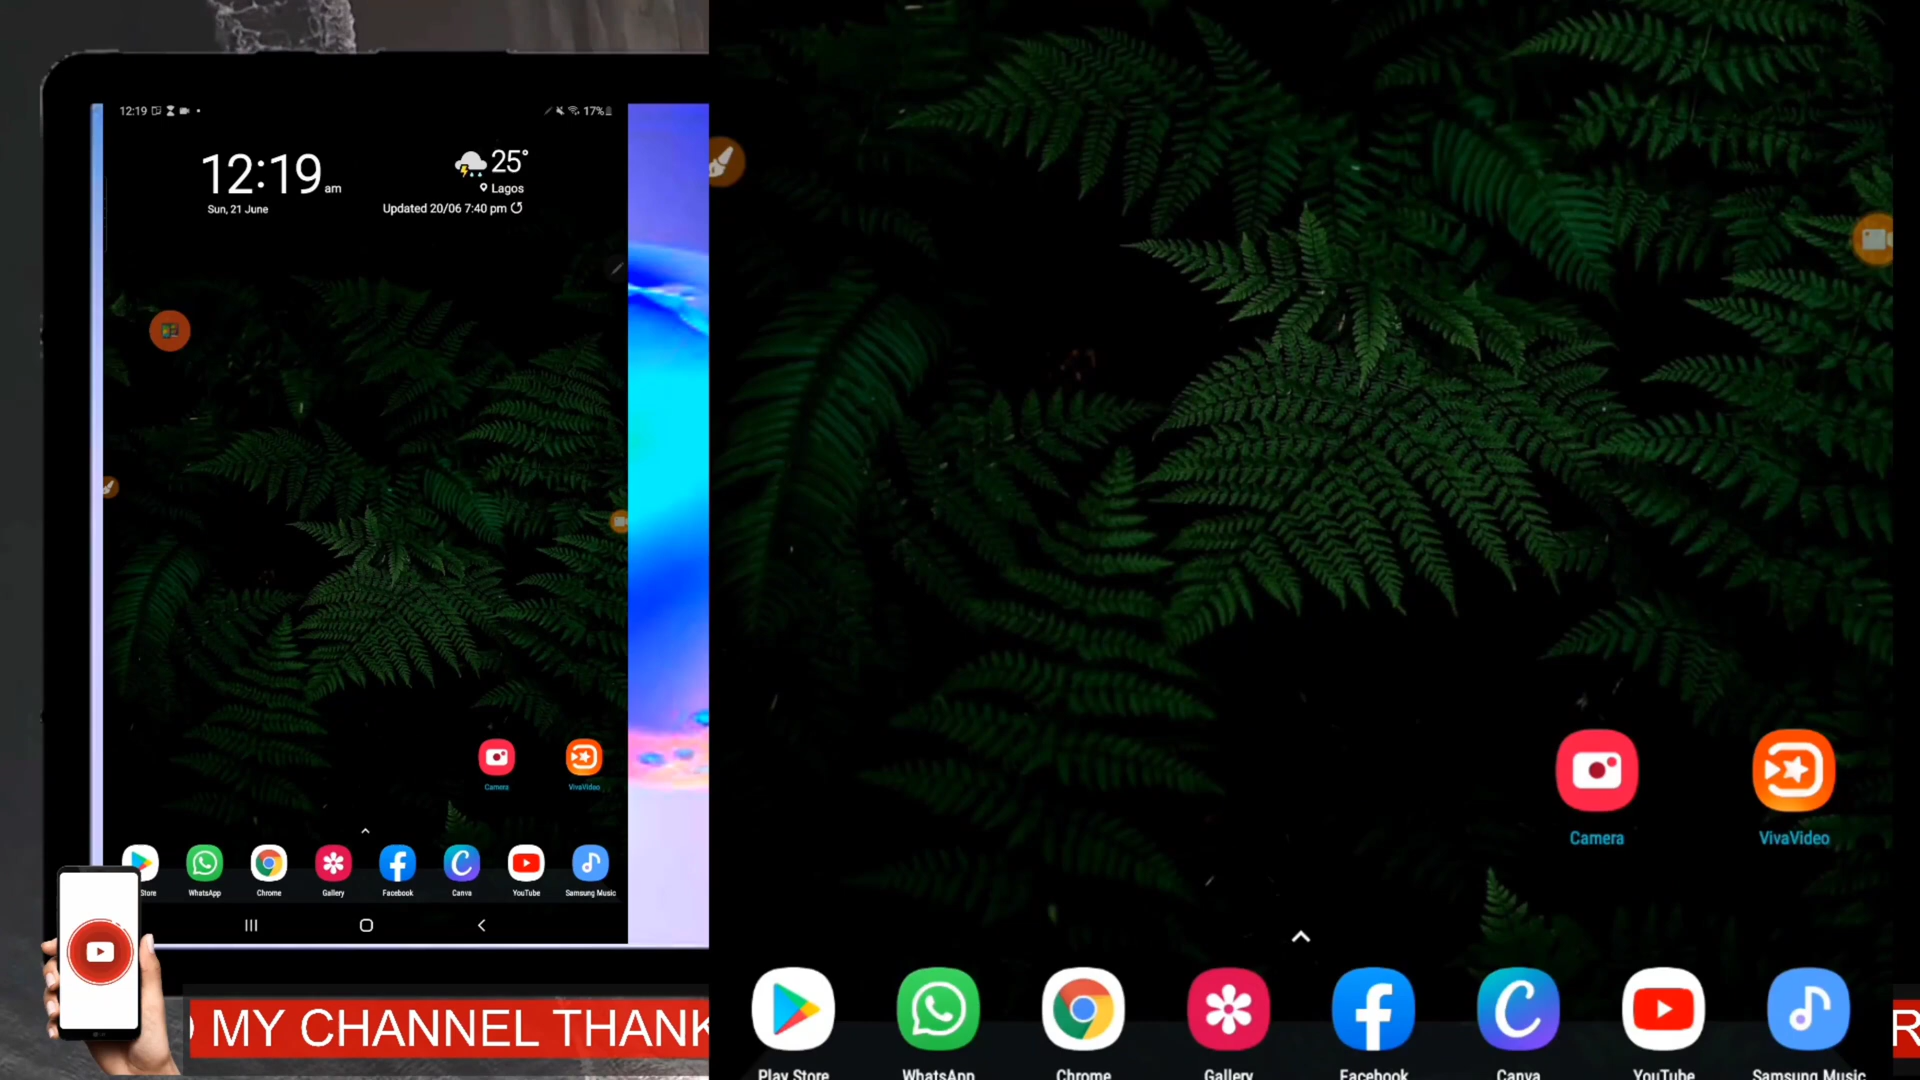 12:19
17%
12:19 am
25°
Lagos
Sun, 21 June
Updated 20/06 7:40 pm
Camera
VivaVideo
Store
WhatsApp
Chrome
Gallery
Facebook
Canva
YouTube
Samsung Music
MY CHANNEL THANK
Camera
VivaVideo
Play Store
WhatsApp
Chrome
Gallery
Facebook
Canva
YouTube
Samsung Music
R